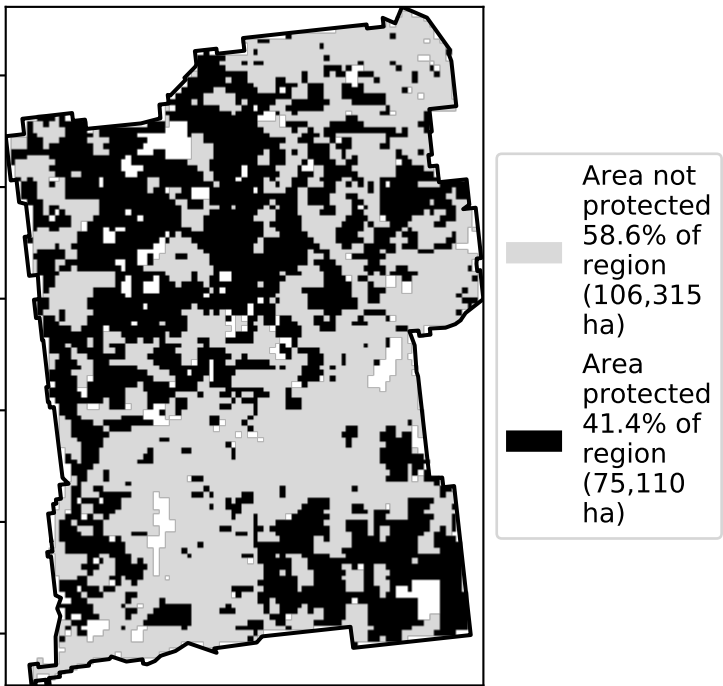 Area not
protected
58.6% of
region
(106,315
ha)
Area
protected
41.4% of
region
(75,110
ha)